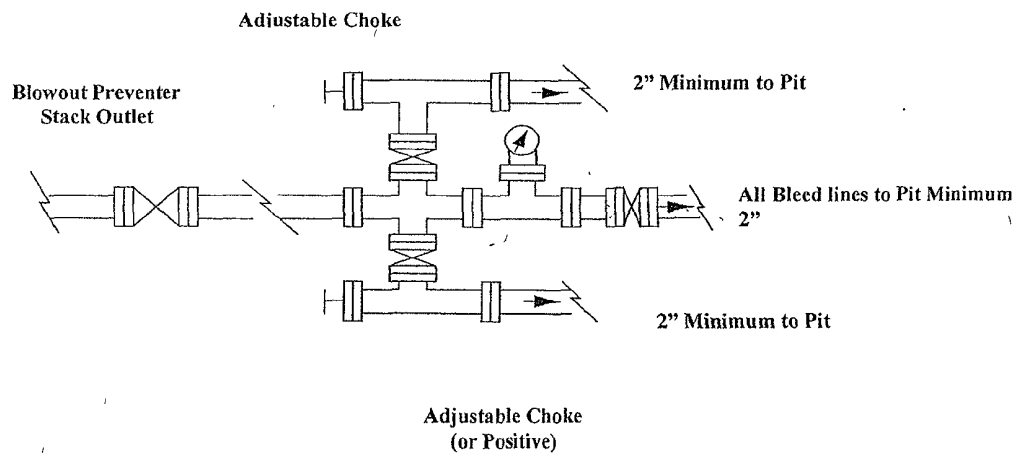 Adjustable Choke
Blowout Preventer
Stack Outlet
2" Minimum to Pit
All Bleed lines to Pit Minimum
2"
2" Minimum to Pit
Adjustable Choke
(or Positive)